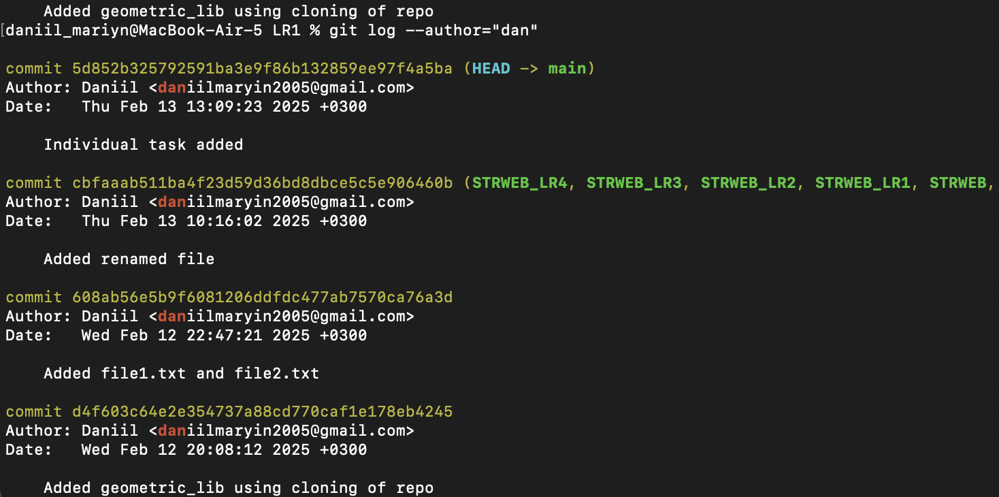 Added geometric_lib using cloning of repo
[daniil_mariyn@MacBook-Air-5 LR1 % git log --author="dan"
commit 5d852b325792591ba3e9f86b132859ee97f4a5ba (HEAD -> main)
Author: Daniil <daniilmaryin2005@gmail.com>
Date:   Thu Feb 13 13:09:23 2025 +0300
Individual task added
commit cbfaaab511ba4f23d59d36bd8dbce5c5e906460b (STRWEB_LR4, STRWEB_LR3, STRWEB_LR2, STRWEB_LR1, STRWEB,
Author: Daniil <daniilmaryin2005@gmail.com>
Date:   Thu Feb 13 10:16:02 2025 +0300
Added renamed file
commit 608ab56e5b9f6081206ddfdc477ab7570ca76a3d
Author: Daniil <daniilmaryin2005@gmail.com>
Date:   Wed Feb 12 22:47:21 2025 +0300
Added file1.txt and file2.txt
commit d4f603c64e2e354737a88cd770caf1e178eb4245
Author: Daniil <daniilmaryin2005@gmail.com>
Date:   Wed Feb 12 20:08:12 2025 +0300
Added geometric_lib using cloning of repo